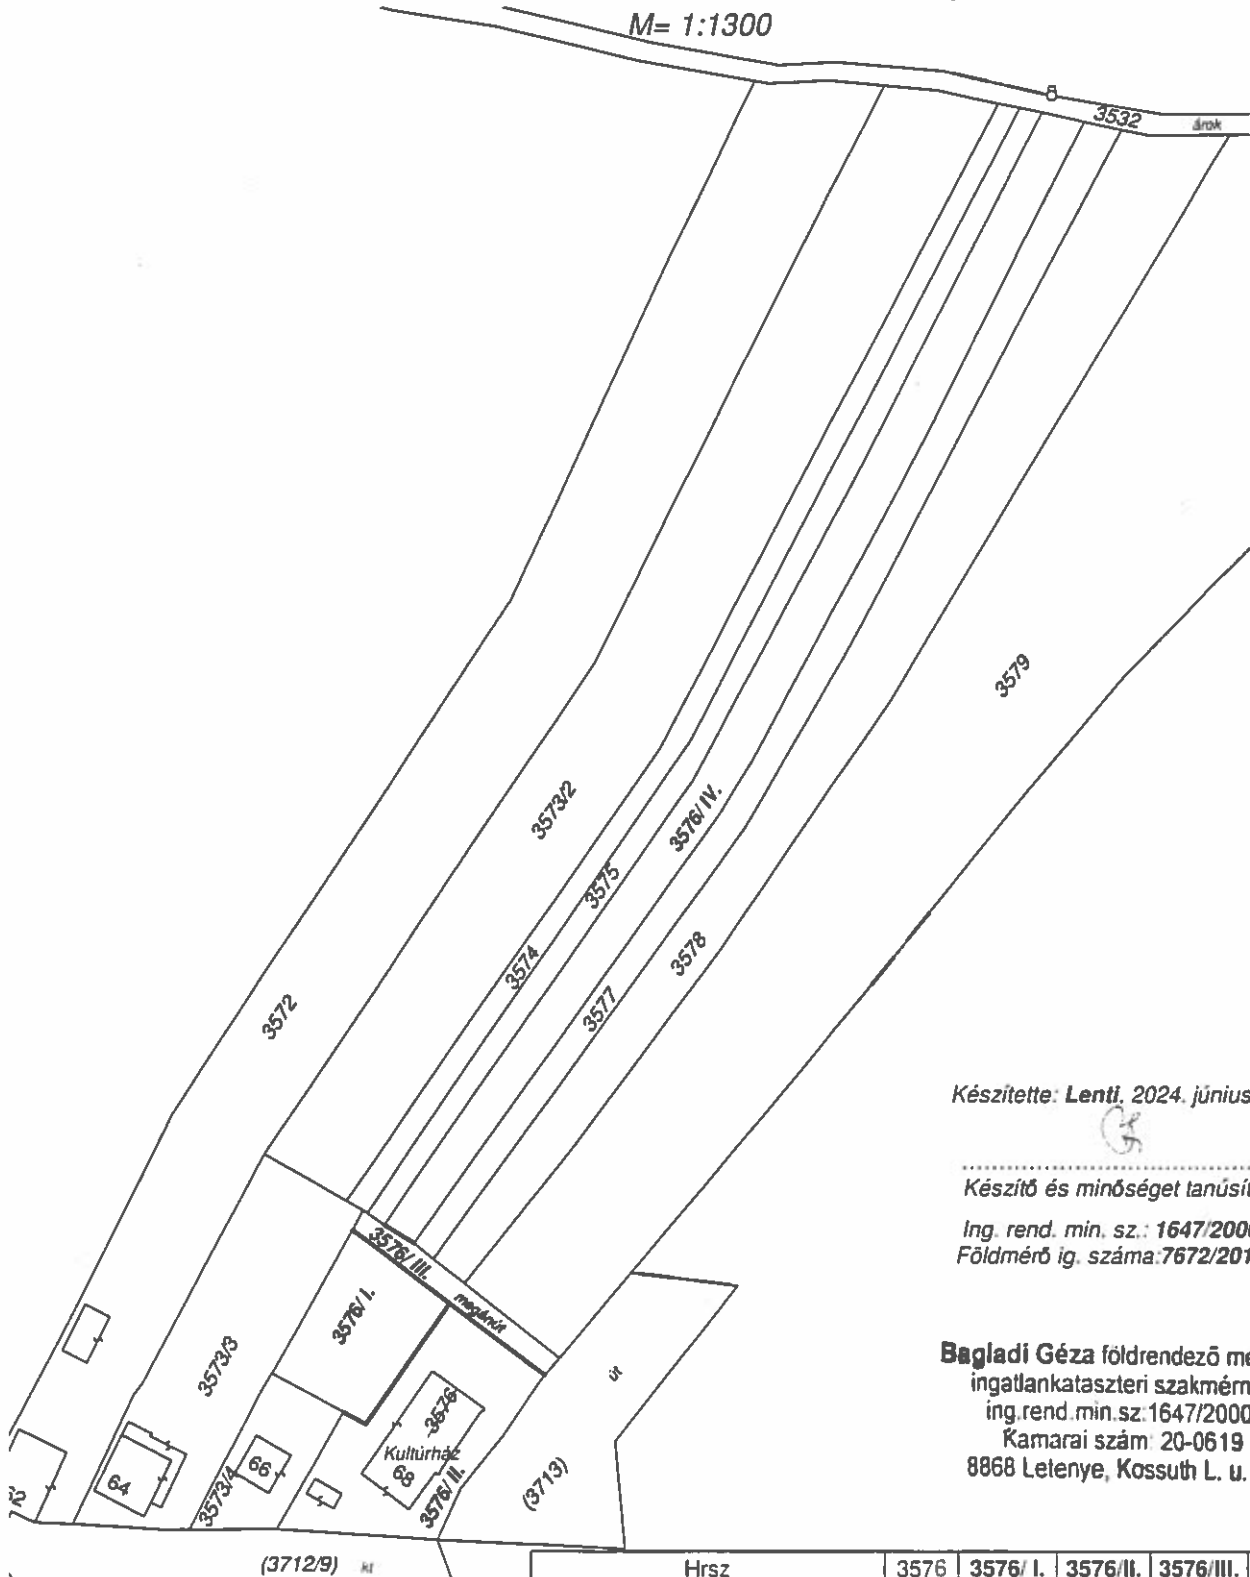 M= 1:1300
3532
árok
3579
3573/2
3576/ IV.
3575
3574
3578
3577
3572
Készítette: Lenti, 2024. június
Készítő és minőséget tanúsít
Ing. rend. min. sz.: 1647/2000
Földmérő ig. száma:7672/201
3576/ III.
magánút
3576/ I.
3573/3
út
Bagladi Géza földrendező mé
ingatlankataszteri szakmérn
ing.rend.min.sz:1647/2000
Kamarai szám: 20-0619
8868 Letenye, Kossuth L. u.
3576
Kultúrház
68
66
64
62
3573/4
3576/ II.
(3713)
(3712/9) kt
Hrsz 3576 3576/ I. 3576/II. 3576/III.